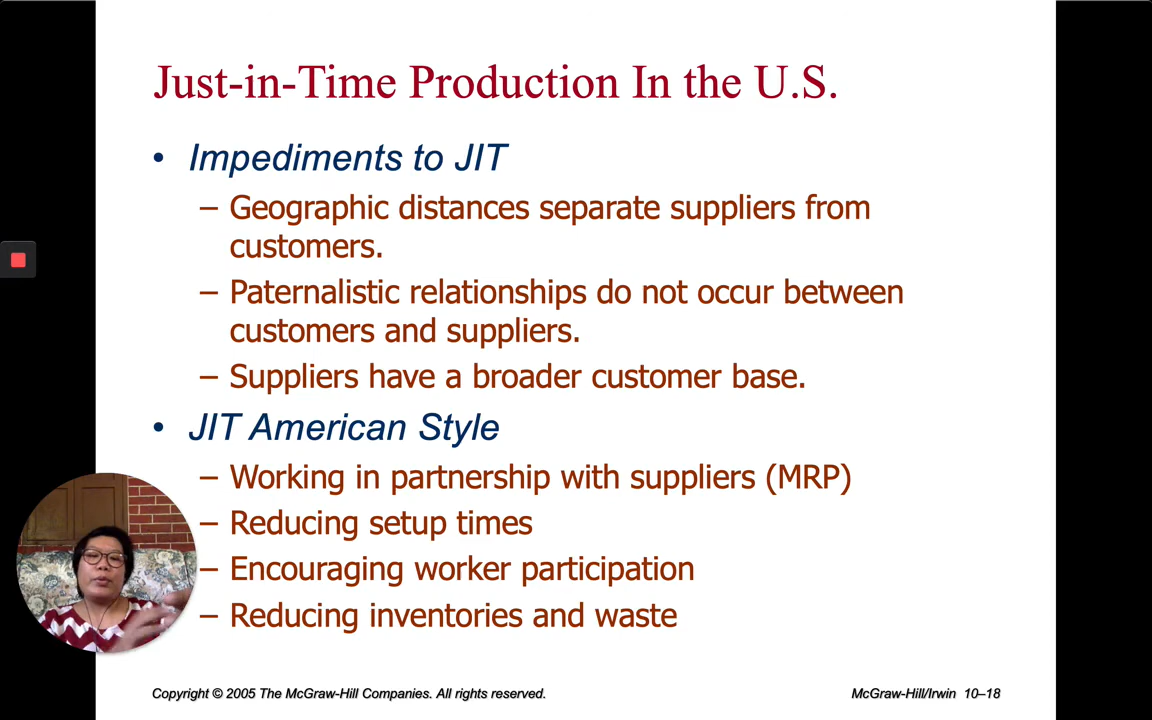 Just-in-Time Production In the U.S.
• Impediments to JIT
– Geographic distances separate suppliers from
customers.
– Paternalistic relationships do not occur between
customers and suppliers.
– Suppliers have a broader customer base.
• JIT American Style
– Working in partnership with suppliers (MRP)
– Reducing setup times
– Encouraging worker participation
– Reducing inventories and waste
Copyright © 2005 The McGraw-Hill Companies. All rights reserved.
McGraw-Hill/Irwin 10–18